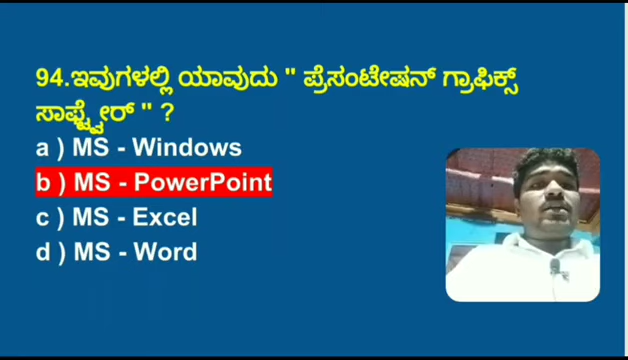 94.ಇವುಗಳಲ್ಲಿ ಯಾವುದು " ಪ್ರೆಸಂಟೇಷನ್ ಗ್ರಾಫಿಕ್ಸ್
ಸಾಫ್ಟ್ವೇರ್ " ?
a ) MS - Windows
b ) MS - PowerPoint
c ) MS - Excel
d ) MS - Word